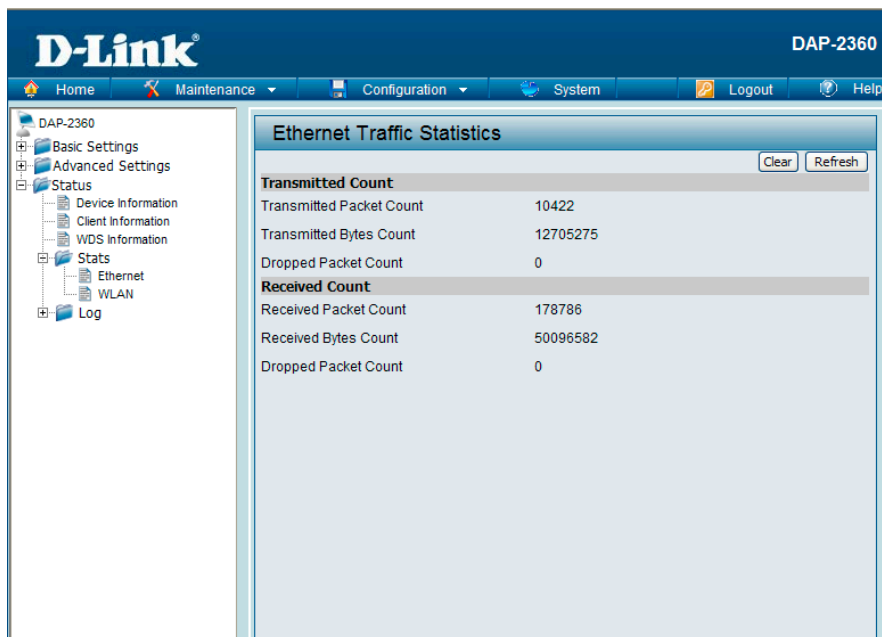 D-Link®
DAP-2360
Home Maintenance Configuration System Logout Help
DAP-2360
Basic Settings
Advanced Settings
Status
Device Information
Client Information
WDS Information
Stats
Ethernet
WLAN
Log
Ethernet Traffic Statistics
Clear Refresh
Transmitted Count
Transmitted Packet Count 10422
Transmitted Bytes Count 12705275
Dropped Packet Count 0
Received Count
Received Packet Count 178786
Received Bytes Count 50096582
Dropped Packet Count 0